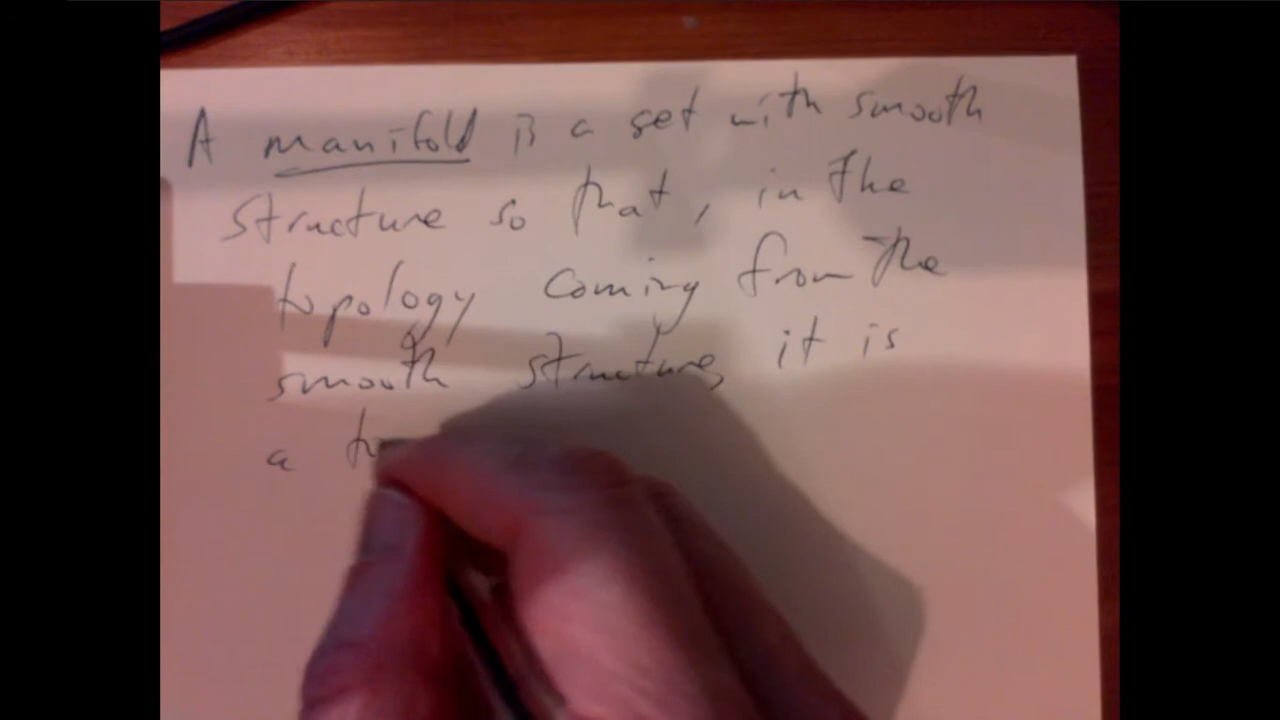 A manifold is a set with smooth
structure so that, in the
topology coming from the
smooth structure, it is
a